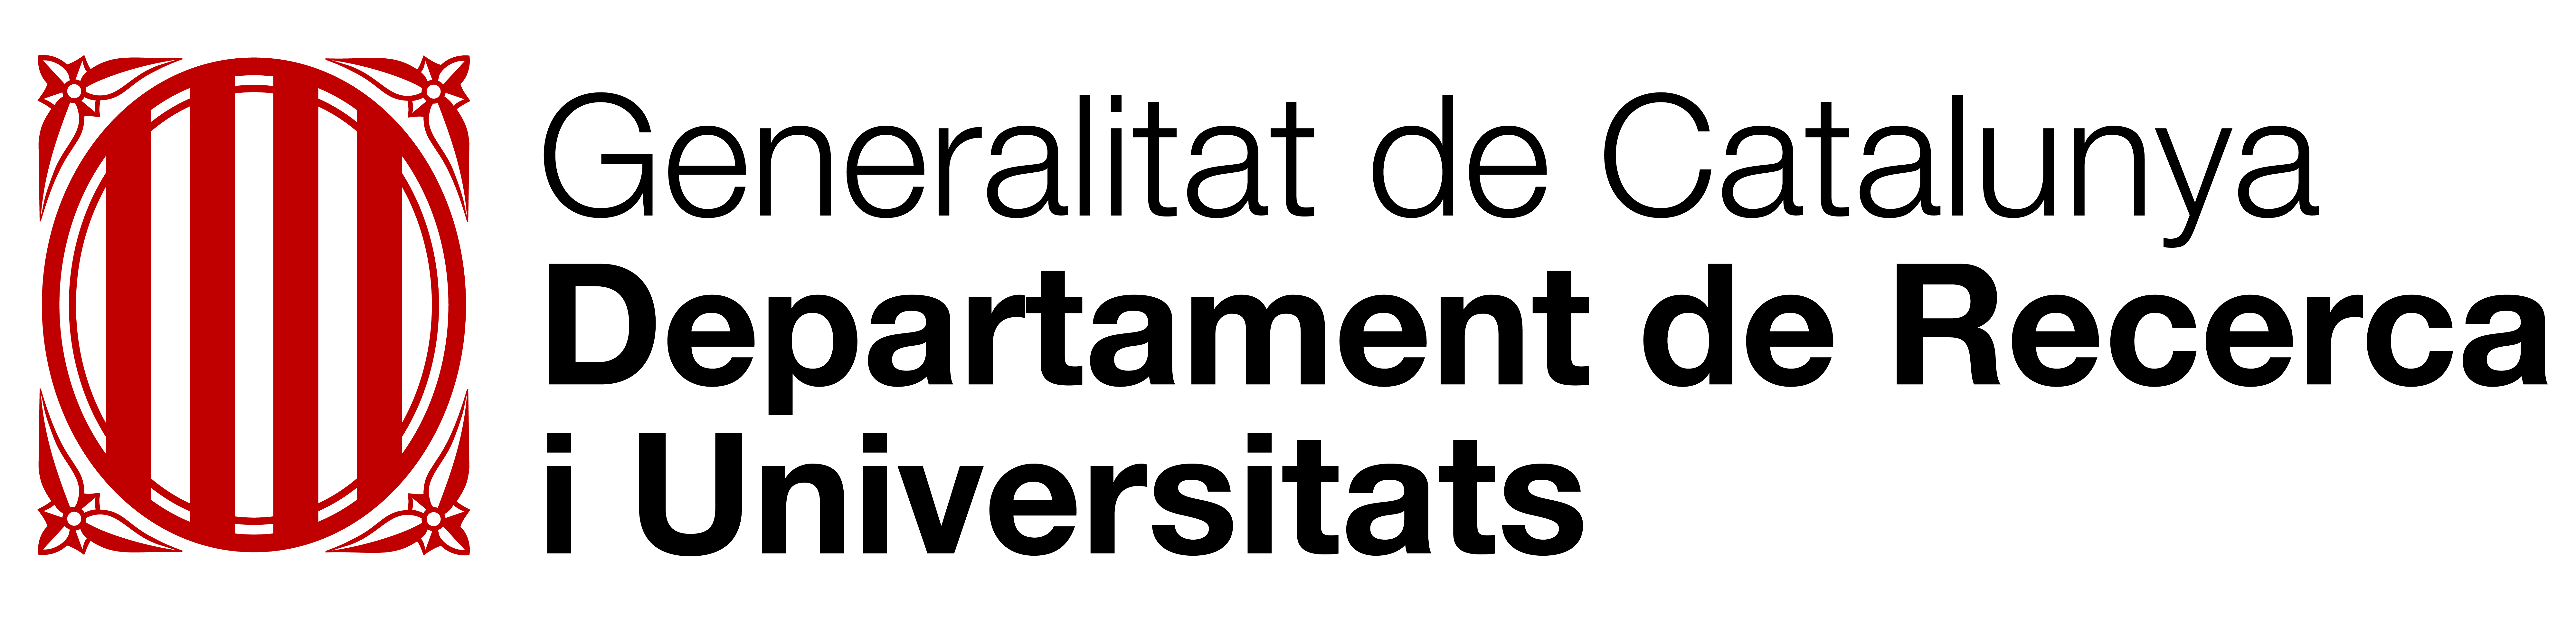 Generalitat de Catalunya
Departament de Recerca
i Universitats